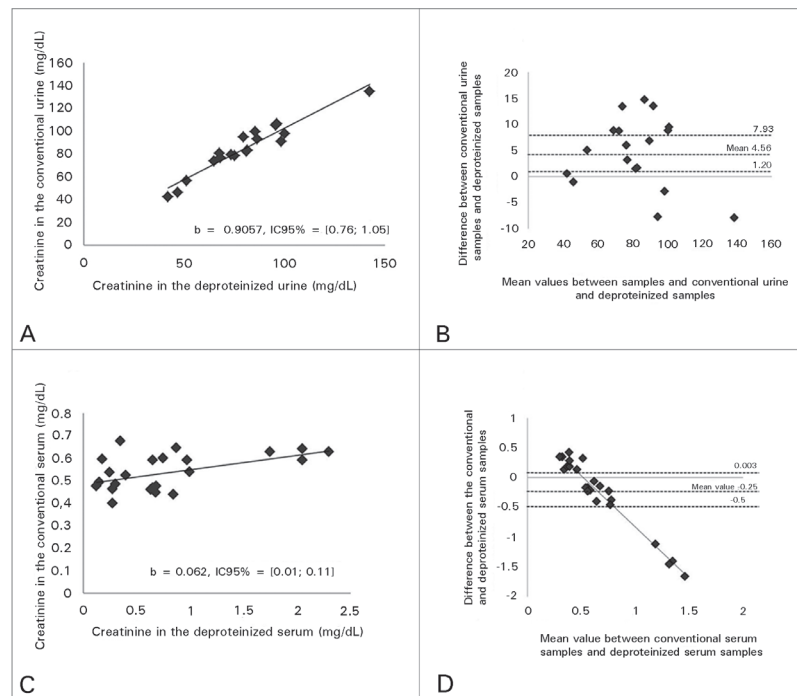 Creatinine in the conventional urine (mg/dL)
160
140
120
100
80
60
40
20
0
b = 0.9057, IC95% = [0.76; 1.05]
0
50
100
150
Creatinine in the deproteinized urine (mg/dL)
A
Difference between conventional urine
samples and deproteinized samples
20
15
10
5
0
-5
-10
7.93
Mean 4.56
1.20
20
40
60
80
100
120
140
160
Mean values between samples and conventional urine
and deproteinized samples
B
Creatinine in the conventional serum (mg/dL)
0.8
0.7
0.6
0.5
0.4
0.3
0.2
0.1
0
b = 0.062, IC95% = [0.01; 0.11]
0
0.5
1
1.5
2
2.5
Creatinine in the deproteinized serum (mg/dL)
C
Difference between the conventional
and deproteinized serum samples
1
0.5
0
-0.5
-1
-1.5
-2
0.003
Mean value -0.25
-0.5
0
0.5
1
1.5
2
Mean value between conventional serum
samples and deproteinized serum samples
D